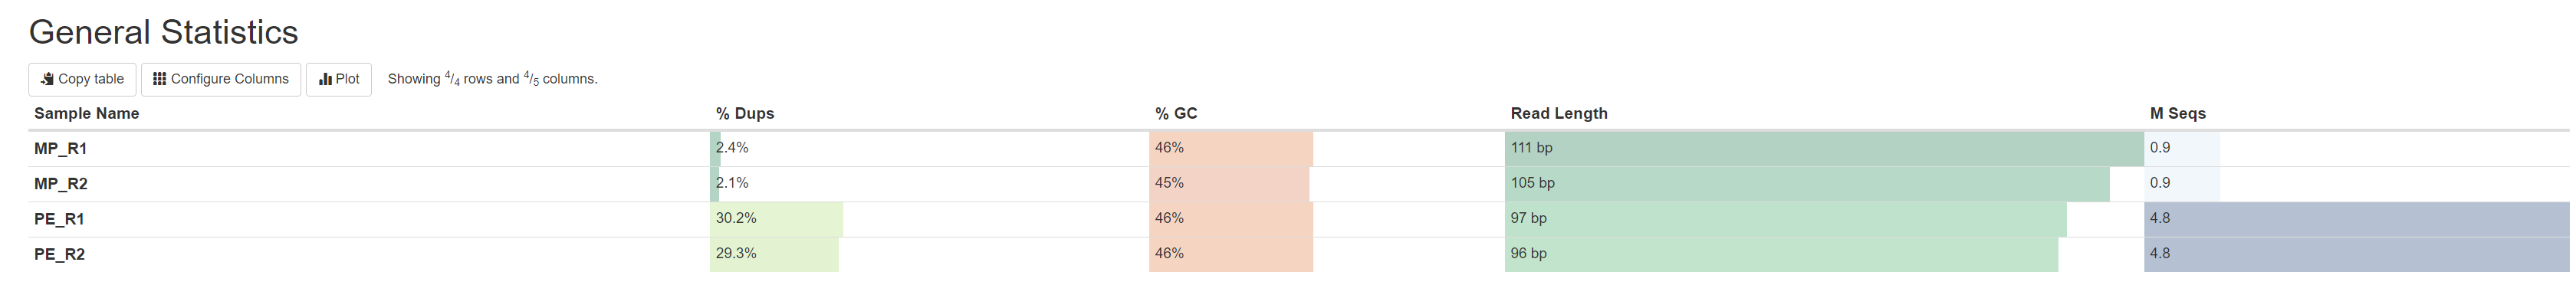 General Statistics
Copy table Configure Columns Plot Showing 4/4 rows and 4/5 columns.
Sample Name % Dups % GC Read Length M Seqs
MP_R1 2.4% 46% 111 bp 0.9
MP_R2 2.1% 45% 105 bp 0.9
PE_R1 30.2% 46% 97 bp 4.8
PE_R2 29.3% 46% 96 bp 4.8